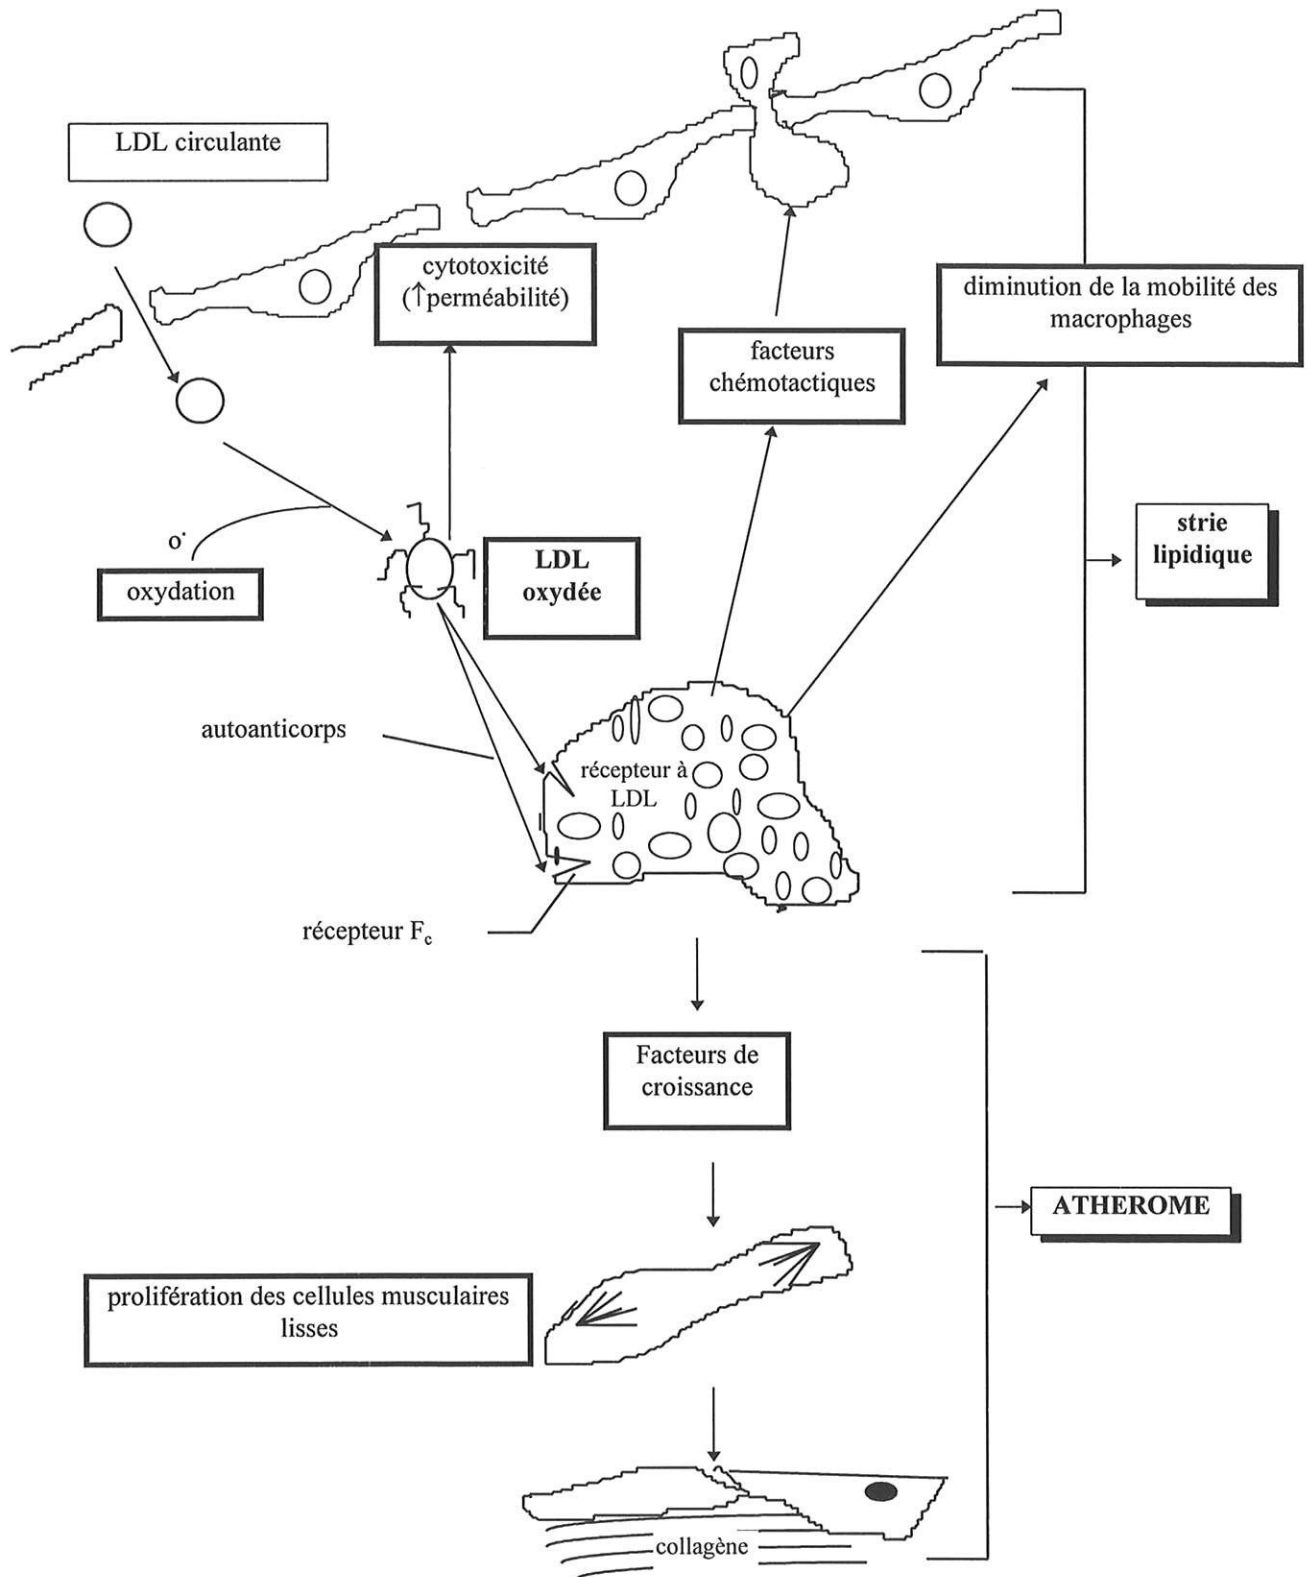 LDL circulante
cytotoxicité
(↑perméabilité)
diminution de la mobilité des
macrophages
facteurs
chémotactiques
strie
lipidique
o˙
oxydation
LDL
oxydée
autoanticorps
récepteur à
LDL
récepteur Fc
Facteurs de
croissance
ATHEROME
prolifération des cellules musculaires
lisses
collagène